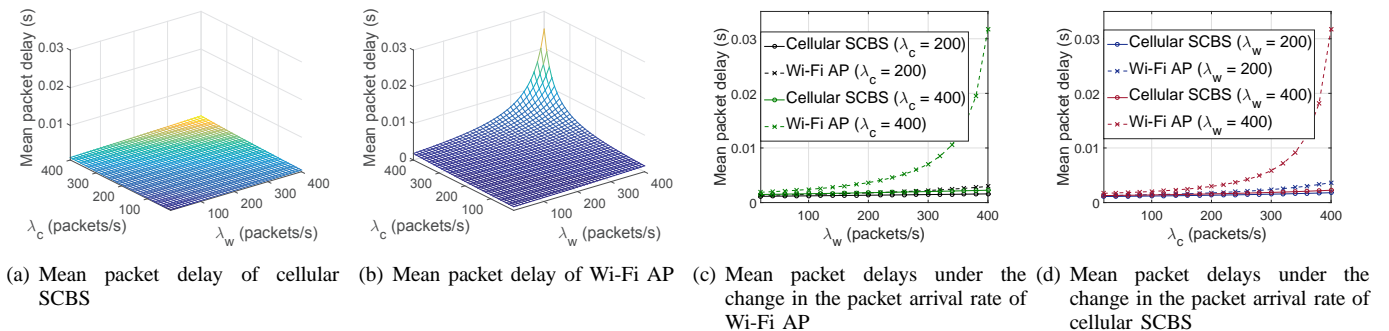 Mean packet delay (s)
0.03
0.02
0.01
400
300
200
100
λc (packets/s)
100
200
300
400
λw (packets/s)
(a) Mean packet delay of cellular
SCBS
Mean packet delay (s)
0.03
0.02
0.01
0
400
300
200
100
λc (packets/s)
100
200
300
400
λw (packets/s)
(b) Mean packet delay of Wi-Fi AP
Mean packet delay (s)
0.03
0.02
0.01
0
Cellular SCBS (λc = 200)
Wi-Fi AP (λc = 200)
Cellular SCBS (λc = 400)
Wi-Fi AP (λc = 400)
100
200
300
400
λw (packets/s)
(c) Mean packet delays under the
change in the packet arrival rate of
Wi-Fi AP
Mean packet delay (s)
0.03
0.02
0.01
0
Cellular SCBS (λw = 200)
Wi-Fi AP (λw = 200)
Cellular SCBS (λw = 400)
Wi-Fi AP (λw = 400)
100
200
300
400
λc (packets/s)
(d) Mean packet delays under the
change in the packet arrival rate of
cellular SCBS